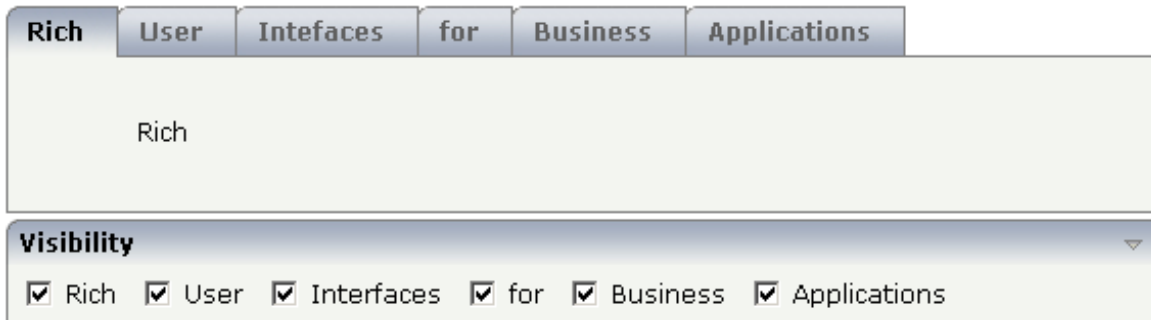 Rich User Intefaces for Business Applications
Rich
Visibility
Rich User Interfaces for Business Applications